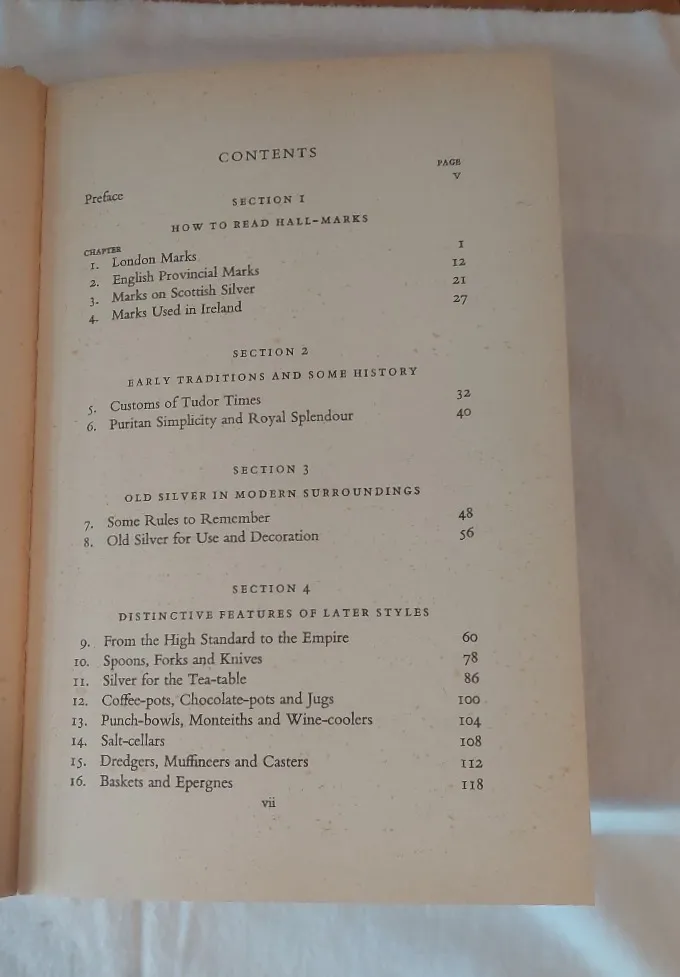 CONTENTS
PAGE
Preface V
SECTION I
HOW TO READ HALL-MARKS
CHAPTER
1. London Marks 1
2. English Provincial Marks 12
3. Marks on Scottish Silver 21
4. Marks Used in Ireland 27
SECTION 2
EARLY TRADITIONS AND SOME HISTORY
5. Customs of Tudor Times 32
6. Puritan Simplicity and Royal Splendour 40
SECTION 3
OLD SILVER IN MODERN SURROUNDINGS
7. Some Rules to Remember 48
8. Old Silver for Use and Decoration 56
SECTION 4
DISTINCTIVE FEATURES OF LATER STYLES
9. From the High Standard to the Empire 60
10. Spoons, Forks and Knives 78
11. Silver for the Tea-table 86
12. Coffee-pots, Chocolate-pots and Jugs 100
13. Punch-bowls, Monteiths and Wine-coolers 104
14. Salt-cellars 108
15. Dredgers, Muffineers and Casters 112
16. Baskets and Epergnes 118
vii